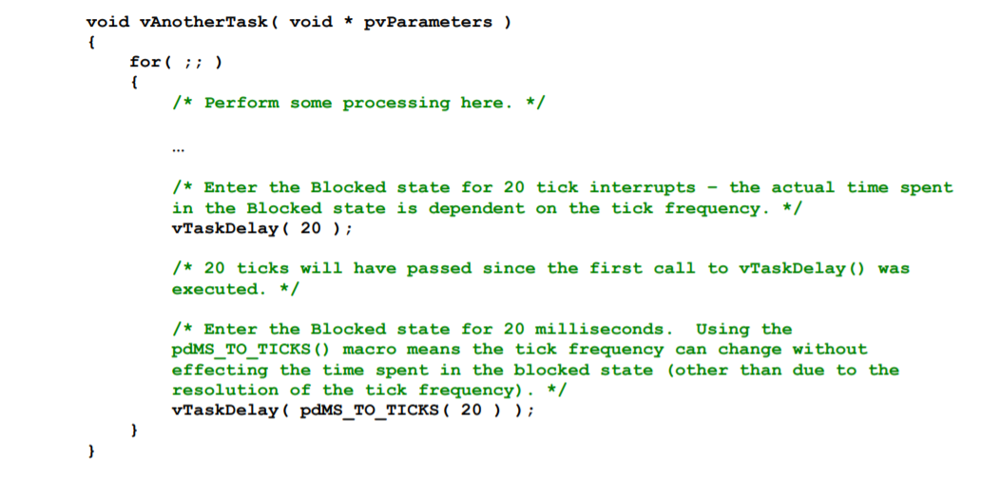 void vAnotherTask( void * pvParameters )
{
for( ;; )
{
/* Perform some processing here. */
...
/* Enter the Blocked state for 20 tick interrupts – the actual time spent
in the Blocked state is dependent on the tick frequency. */
vTaskDelay( 20 );
/* 20 ticks will have passed since the first call to vTaskDelay() was
executed. */
/* Enter the Blocked state for 20 milliseconds.  Using the
pdMS_TO_TICKS() macro means the tick frequency can change without
effecting the time spent in the blocked state (other than due to the
resolution of the tick frequency). */
vTaskDelay( pdMS_TO_TICKS( 20 ) );
}
}